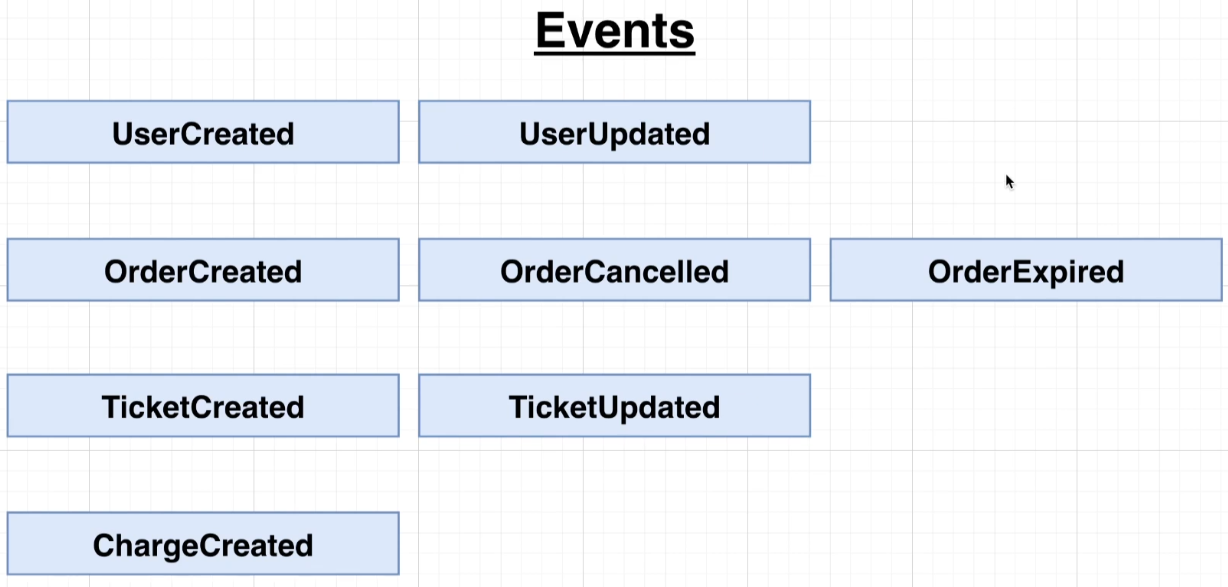 Events
UserCreated
UserUpdated
OrderCreated
OrderCancelled
OrderExpired
TicketCreated
TicketUpdated
ChargeCreated